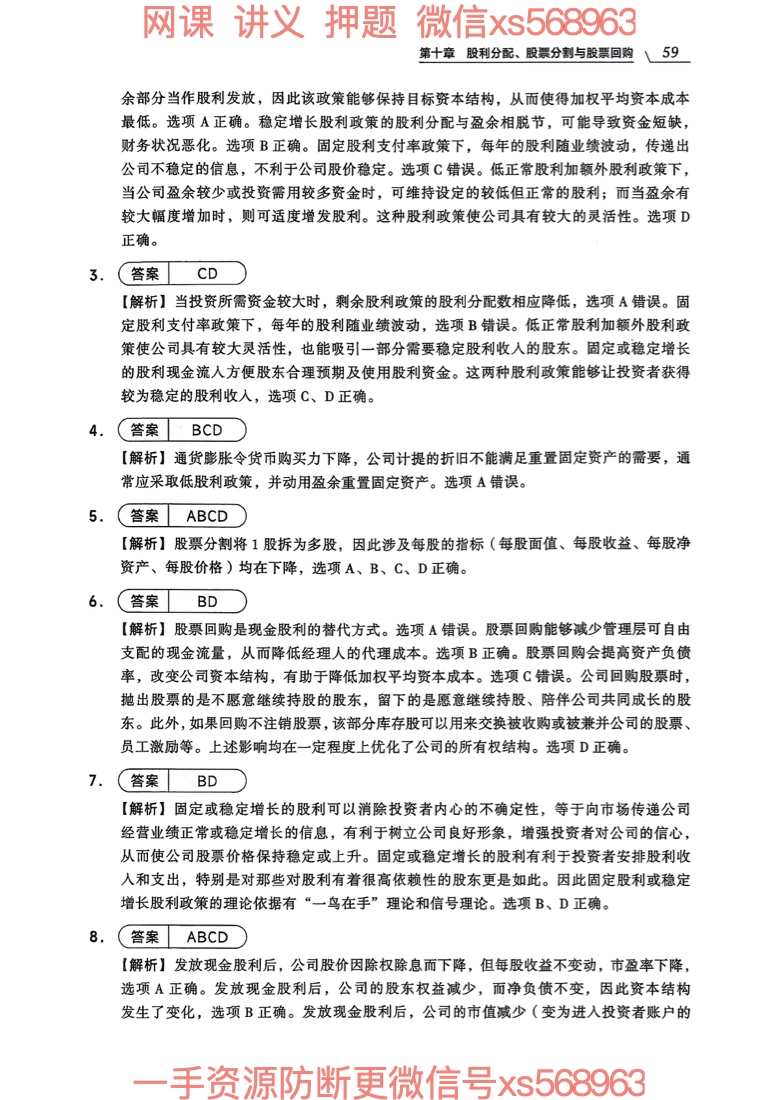 网课 讲义 押题 微信xs568963
第十章 股利分配、股票分割与股票回购 59
余部分当作股利发放，因此该政策能够保持目标资本结构，从而使得加权平均资本成本
最低。选项 A 正确。稳定增长股利政策的股利分配与盈余相脱节，可能导致资金短缺，
财务状况恶化。选项 B 正确。固定股利支付率政策下，每年的股利随业绩波动，传递出
公司不稳定的信息，不利于公司股价稳定。选项 C 错误。低正常股利加额外股利政策下，
当公司盈余较少或投资需用较多资金时，可维持设定的较低但正常的股利；而当盈余有
较大幅度增加时，则可适度增发股利。这种股利政策使公司具有较大的灵活性。选项 D
正确。
3. 答案 CD
【解析】当投资所需资金较大时，剩余股利政策的股利分配数相应降低，选项 A 错误。固
定股利支付率政策下，每年的股利随业绩波动，选项 B 错误。低正常股利加额外股利政
策使公司具有较大灵活性，也能吸引一部分需要稳定股利收入的股东。固定或稳定增长
的股利现金流入方便股东合理预期及使用股利资金。这两种股利政策能够让投资者获得
较为稳定的股利收入，选项 C、D 正确。
4. 答案 BCD
【解析】通货膨胀令货币购买力下降，公司计提的折旧不能满足重置固定资产的需要，通
常应采取低股利政策，并动用盈余重置固定资产。选项 A 错误。
5. 答案 ABCD
【解析】股票分割将 1 股拆为多股，因此涉及每股的指标（每股面值、每股收益、每股净
资产、每股价格）均在下降，选项 A、B、C、D 正确。
6. 答案 BD
【解析】股票回购是现金股利的替代方式。选项 A 错误。股票回购能够减少管理层可自由
支配的现金流量，从而降低经理人的代理成本。选项 B 正确。股票回购会提高资产负债
率，改变公司资本结构，有助于降低加权平均资本成本。选项 C 错误。公司回购股票时，
抛出股票的是不愿意继续持股的股东，留下的是愿意继续持股、陪伴公司共同成长的股
东。此外，如果回购不注销股票，该部分库存股可以用来交换被收购或被兼并公司的股票、
员工激励等。上述影响均在一定程度上优化了公司的所有权结构。选项 D 正确。
7. 答案 BD
【解析】固定或稳定增长的股利可以消除投资者内心的不确定性，等于向市场传递公司
经营业绩正常或稳定增长的信息，有利于树立公司良好形象，增强投资者对公司的信心，
从而使公司股票价格保持稳定或上升。固定或稳定增长的股利有利于投资者安排股利收
入和支出，特别是对那些对股利有着很高依赖性的股东更是如此。因此固定股利或稳定
增长股利政策的理论依据有“一鸟在手”理论和信号理论。选项 B、D 正确。
8. 答案 ABCD
【解析】发放现金股利后，公司股价因除权除息而下降，但每股收益不变动，市盈率下降，
选项 A 正确。发放现金股利后，公司的股东权益减少，而净负债不变，因此资本结构
发生了变化，选项 B 正确。发放现金股利后，公司的市值减少（变为进入投资者账户的
一手资源防断更微信号xs568963